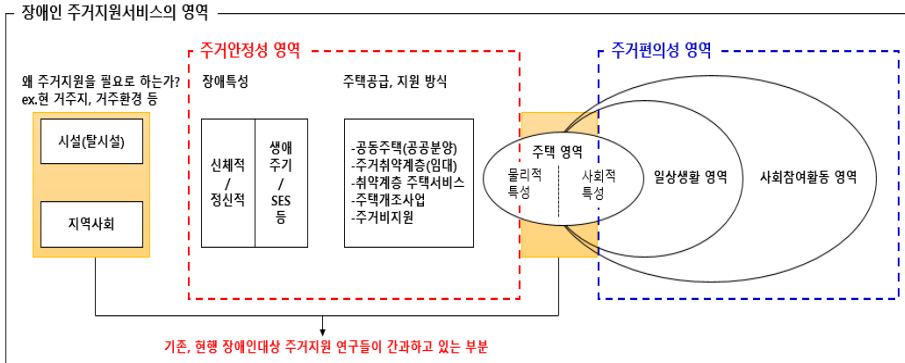 장애인 주거지원서비스의 영역
주거안정성 영역
주거편의성 영역
왜 주거지원을 필요로 하는가?
ex.현 거주지, 거주환경 등
시설(탈시설)
지역사회
장애특성
신체적
/
정신적
생애
주기
/
SES
등
주택공급, 지원 방식
-공동주택(공공분양)
-주거취약계층(임대)
-취약계층 주택서비스
-주택개조사업
-주거비지원
주택 영역
물리적
특성
사회적
특성
일상생활 영역
사회참여활동 영역
기존, 현행 장애인대상 주거지원 연구들이 간과하고 있는 부분